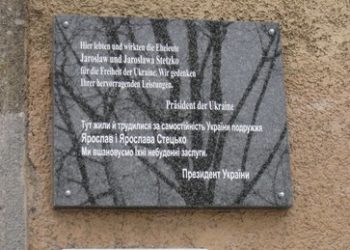 Hier lebten und wirkten die Eheleute
Jaroslaw und Jaroslawa Stetzko
für die Freiheit der Ukraine. Wir gedenken
Ihrer hervorragenden Leistungen.
Präsident der Ukraine
Тут жили й трудилися за самостійність України подружжя
Ярослав і Ярослава Стецько
Ми вшановуємо їхні небуденні заслуги.
Президент України